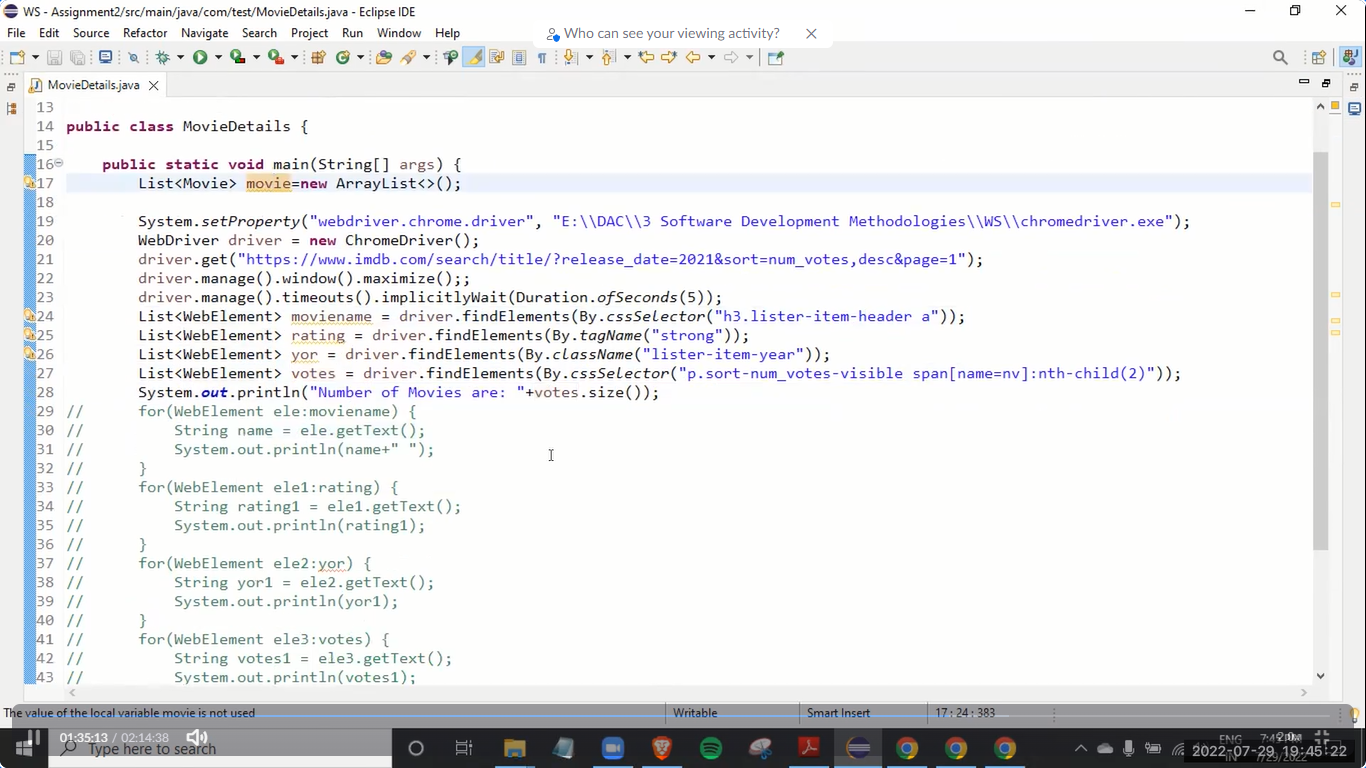 WS - Assignment2/src/main/java/com/test/MovieDetails.java - Eclipse IDE
File Edit Source Refactor Navigate Search Project Run Window Help
Who can see your viewing activity?
MovieDetails.java
13
14 public class MovieDetails {
15
16 public static void main(String[] args) {
17 List<Movie> movie=new ArrayList<>();
18
19 System.setProperty("webdriver.chrome.driver", "E:\\DAC\\3 Software Development Methodologies\\WS\\chromedriver.exe");
20 WebDriver driver = new ChromeDriver();
21 driver.get("https://www.imdb.com/search/title/?release_date=2021&sort=num_votes,desc&page=1");
22 driver.manage().window().maximize();;
23 driver.manage().timeouts().implicitlyWait(Duration.ofSeconds(5));
24 List<WebElement> moviename = driver.findElements(By.cssSelector("h3.lister-item-header a"));
25 List<WebElement> rating = driver.findElements(By.tagName("strong"));
26 List<WebElement> yor = driver.findElements(By.className("lister-item-year"));
27 List<WebElement> votes = driver.findElements(By.cssSelector("p.sort-num_votes-visible span[name=nv]:nth-child(2)"));
28 System.out.println("Number of Movies are: "+votes.size());
29 // for(WebElement ele:moviename) {
30 // String name = ele.getText();
31 // System.out.println(name+" ");
32 // }
33 // for(WebElement ele1:rating) {
34 // String rating1 = ele1.getText();
35 // System.out.println(rating1);
36 // }
37 // for(WebElement ele2:yor) {
38 // String yor1 = ele2.getText();
39 // System.out.println(yor1);
40 // }
41 // for(WebElement ele3:votes) {
42 // String votes1 = ele3.getText();
43 // System.out.println(votes1);
The value of the local variable movie is not used Writable Smart Insert 17 : 24 : 383
01:35:13 / 02:14:38
Type here to search
ENG
IN
2022-07-29, 19:45:22